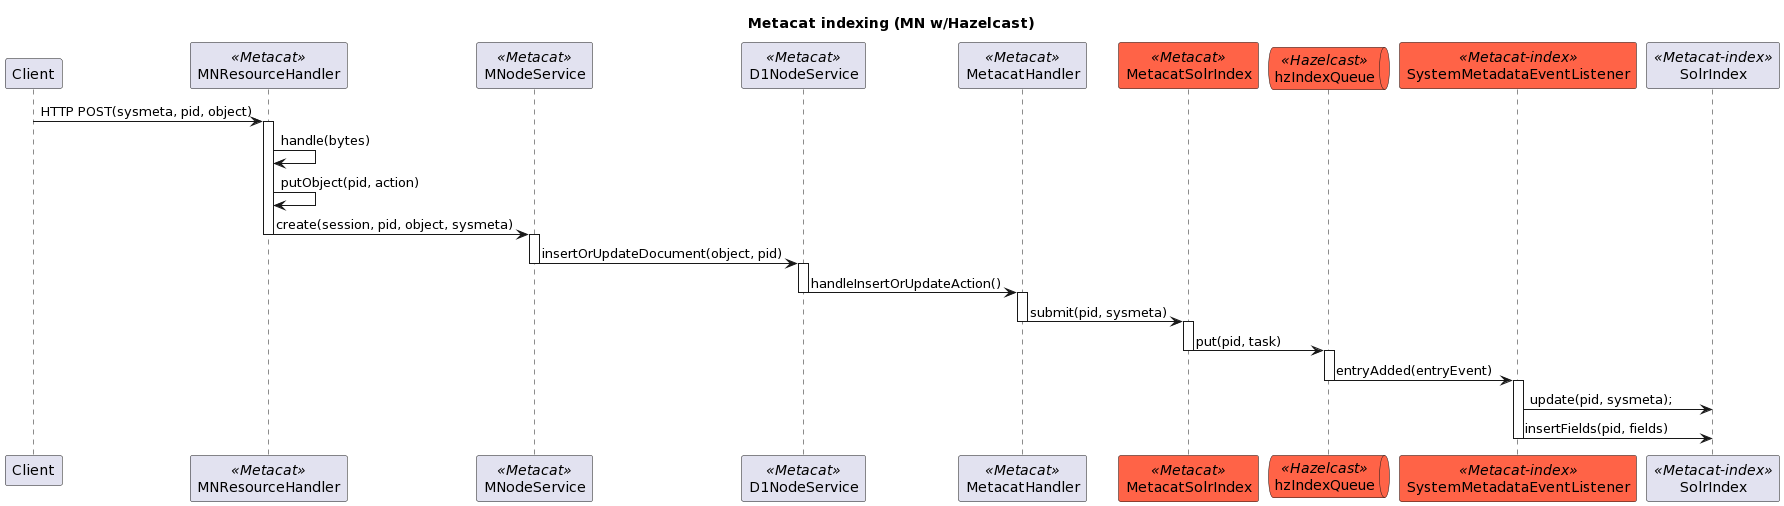 Metacat indexing (MN w/Hazelcast)
Client
«Metacat»
MNResourceHandler
«Metacat»
MNodeService
«Metacat»
D1NodeService
«Metacat»
MetacatHandler
«Metacat»
MetacatSolrIndex
«Hazelcast»
hzIndexQueue
«Metacat-index»
SystemMetadataEventListener
«Metacat-index»
SolrIndex
HTTP POST(sysmeta, pid, object)
handle(bytes)
putObject(pid, action)
create(session, pid, object, sysmeta)
insertOrUpdateDocument(object, pid)
handleInsertOrUpdateAction()
submit(pid, sysmeta)
put(pid, task)
entryAdded(entryEvent)
update(pid, sysmeta);
insertFields(pid, fields)
Client
«Metacat»
MNResourceHandler
«Metacat»
MNodeService
«Metacat»
D1NodeService
«Metacat»
MetacatHandler
«Metacat»
MetacatSolrIndex
«Hazelcast»
hzIndexQueue
«Metacat-index»
SystemMetadataEventListener
«Metacat-index»
SolrIndex